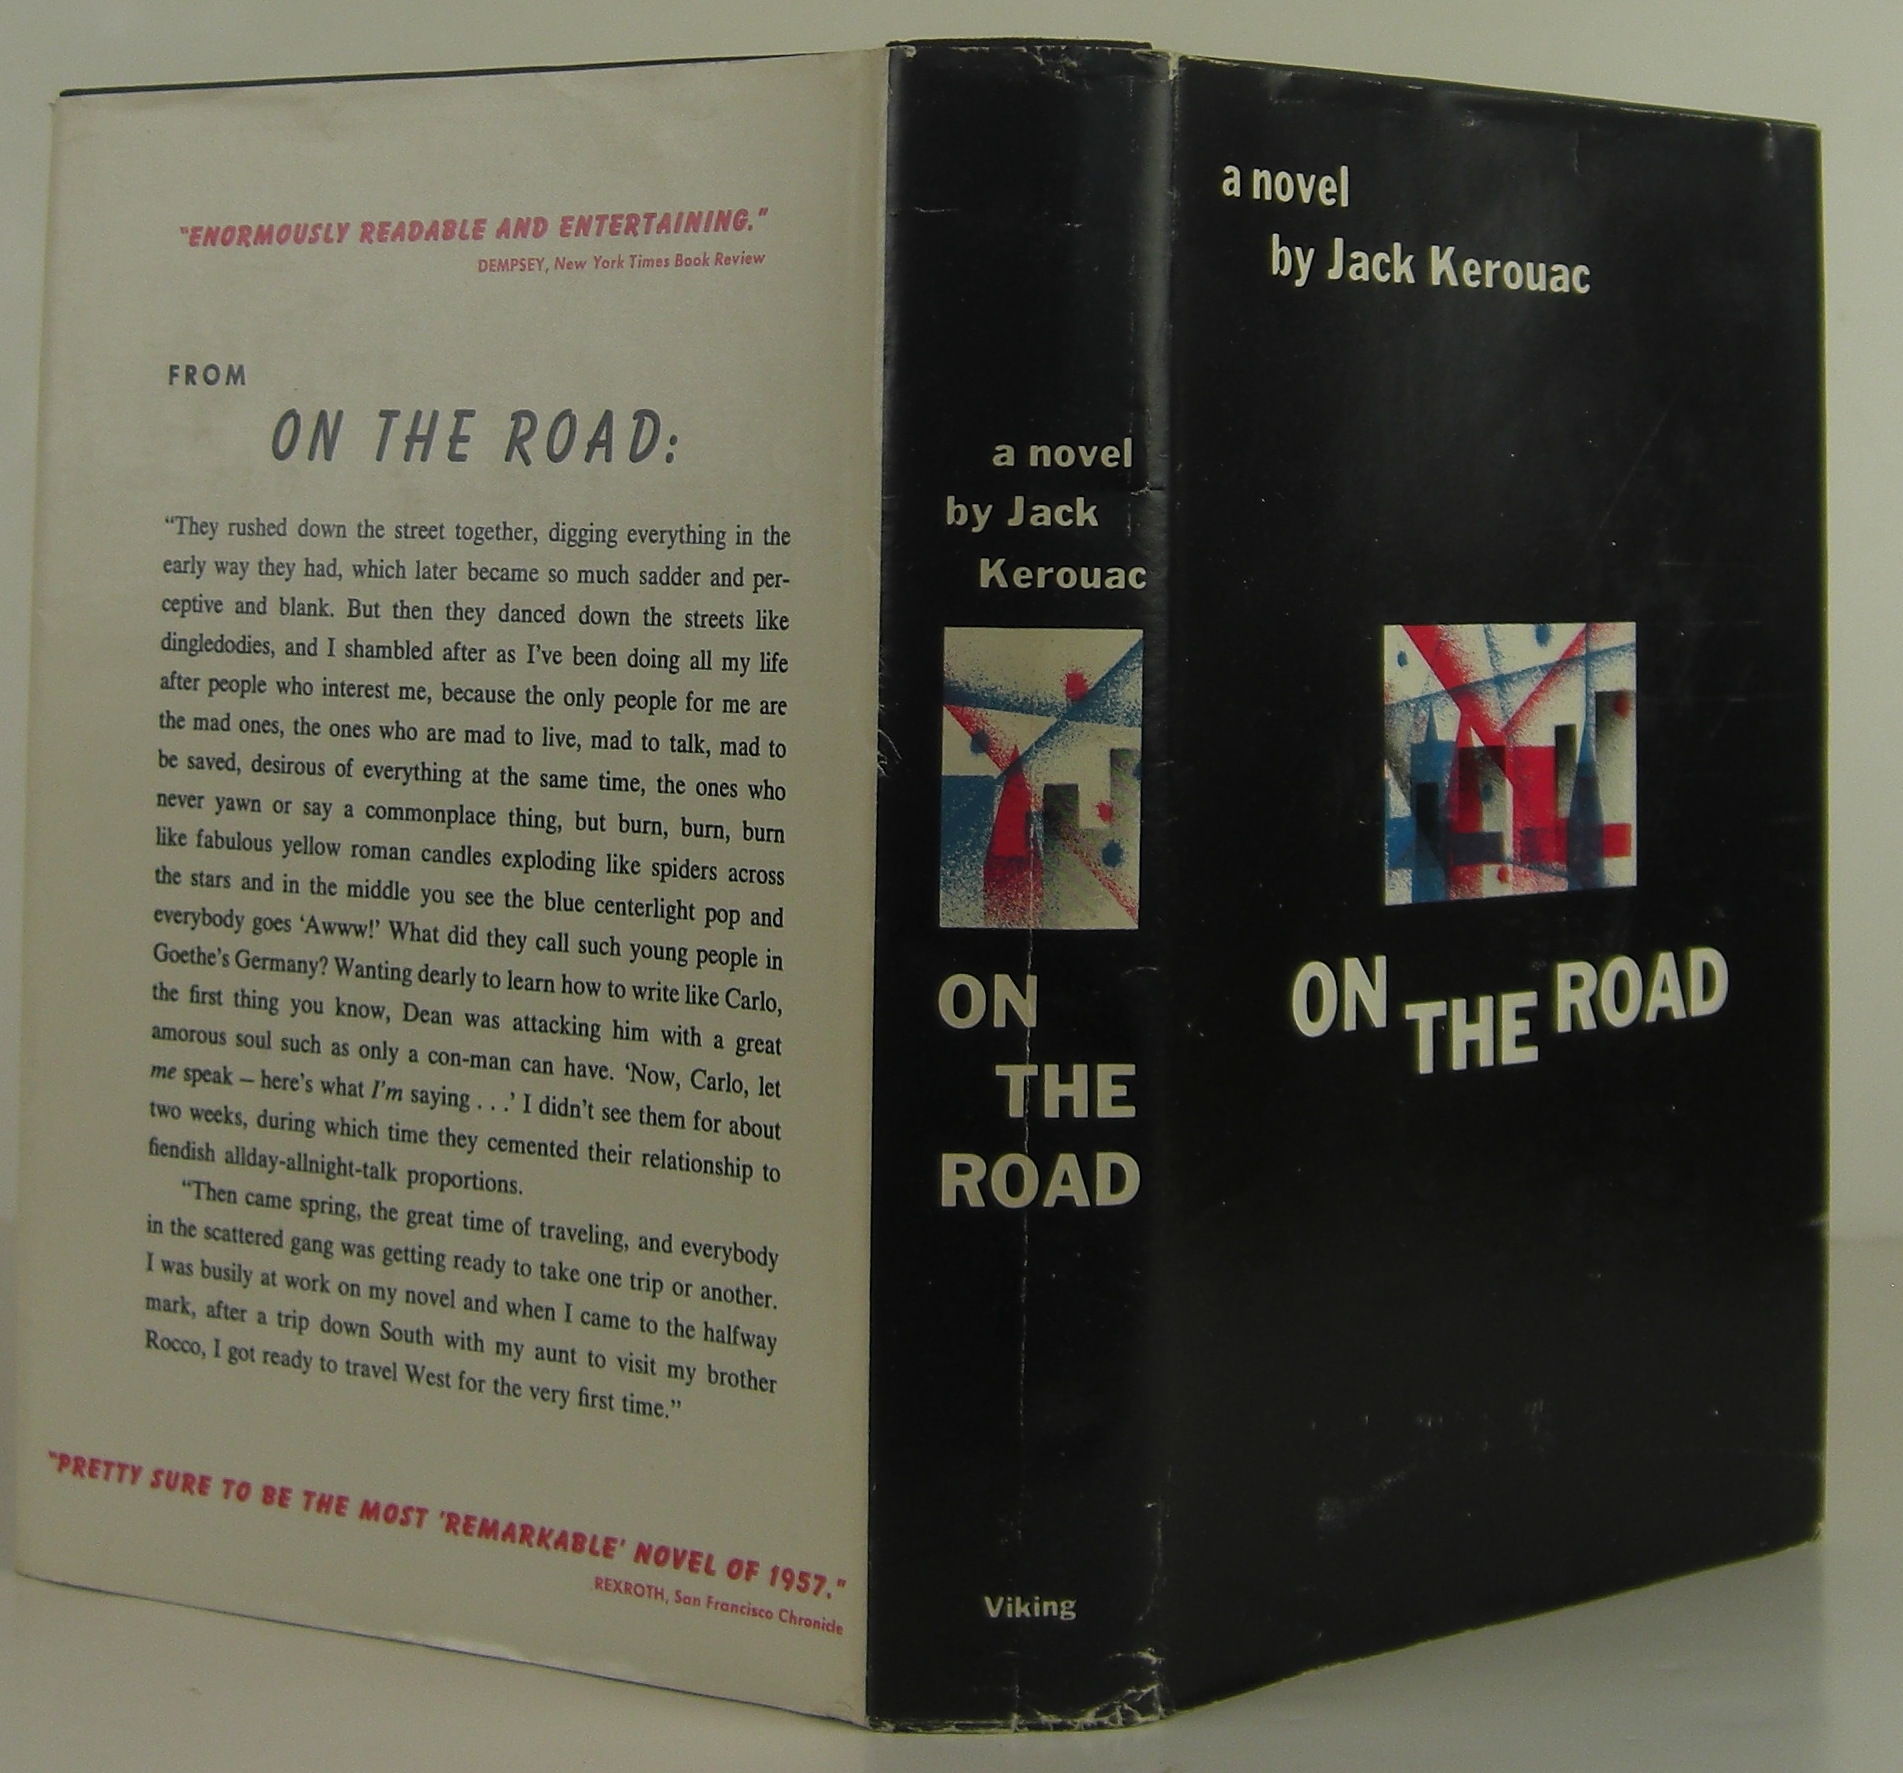 "ENORMOUSLY READABLE AND ENTERTAINING."
DEMPSEY, New York Times Book Review
FROM
ON THE ROAD:
“They rushed down the street together, digging everything in the
early way they had, which later became so much sadder and per-
ceptive and blank. But then they danced down the streets like
dingledodies, and I shambled after as I’ve been doing all my life
after people who interest me, because the only people for me are
the mad ones, the ones who are mad to live, mad to talk, mad to
be saved, desirous of everything at the same time, the ones who
never yawn or say a commonplace thing, but burn, burn, burn
like fabulous yellow roman candles exploding like spiders across
the stars and in the middle you see the blue centerlight pop and
everybody goes ‘Awww!’ What did they call such young people in
Goethe’s Germany? Wanting dearly to learn how to write like Carlo,
the first thing you know, Dean was attacking him with a great
amorous soul such as only a con-man can have. ‘Now, Carlo, let
me speak – here’s what I’m saying . . .’ I didn’t see them for about
two weeks, during which time they cemented their relationship to
fiendish allday-allnight-talk proportions.
“Then came spring, the great time of traveling, and everybody
in the scattered gang was getting ready to take one trip or another.
I was busily at work on my novel and when I came to the halfway
mark, after a trip down South with my aunt to visit my brother
Rocco, I got ready to travel West for the very first time.”
"PRETTY SURE TO BE THE MOST 'REMARKABLE' NOVEL OF 1957."
REXROTH, San Francisco Chronicle
a novel
by Jack
Kerouac
ON
THE
ROAD
Viking
a novel
by Jack Kerouac
ON THE ROAD